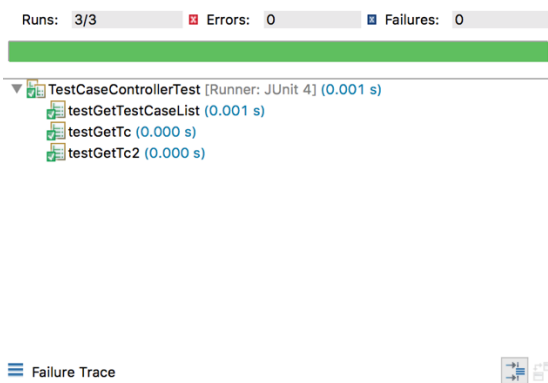 Runs: 3/3 Errors: 0 Failures: 0
TestCaseControllerTest [Runner: JUnit 4] (0.001 s)
testGetTestCaseList (0.001 s)
testGetTc (0.000 s)
testGetTc2 (0.000 s)
Failure Trace